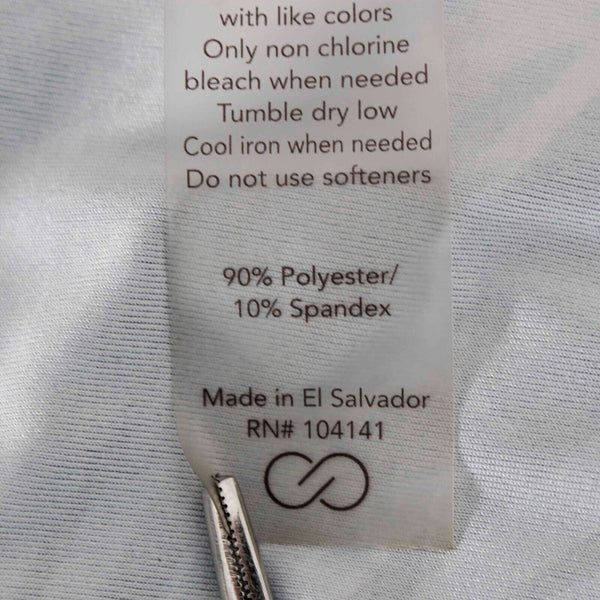 with like colors
Only non chlorine
bleach when needed
Tumble dry low
Cool iron when needed
Do not use softeners
90% Polyester/
10% Spandex
Made in El Salvador
RN# 104141